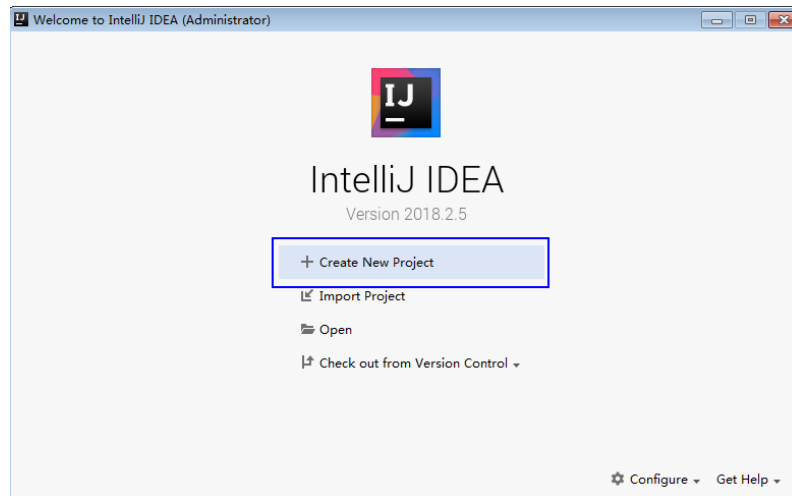 Welcome to IntelliJ IDEA (Administrator)
IJ
IntelliJ IDEA
Version 2018.2.5
Create New Project
Import Project
Open
Check out from Version Control
Configure Get Help